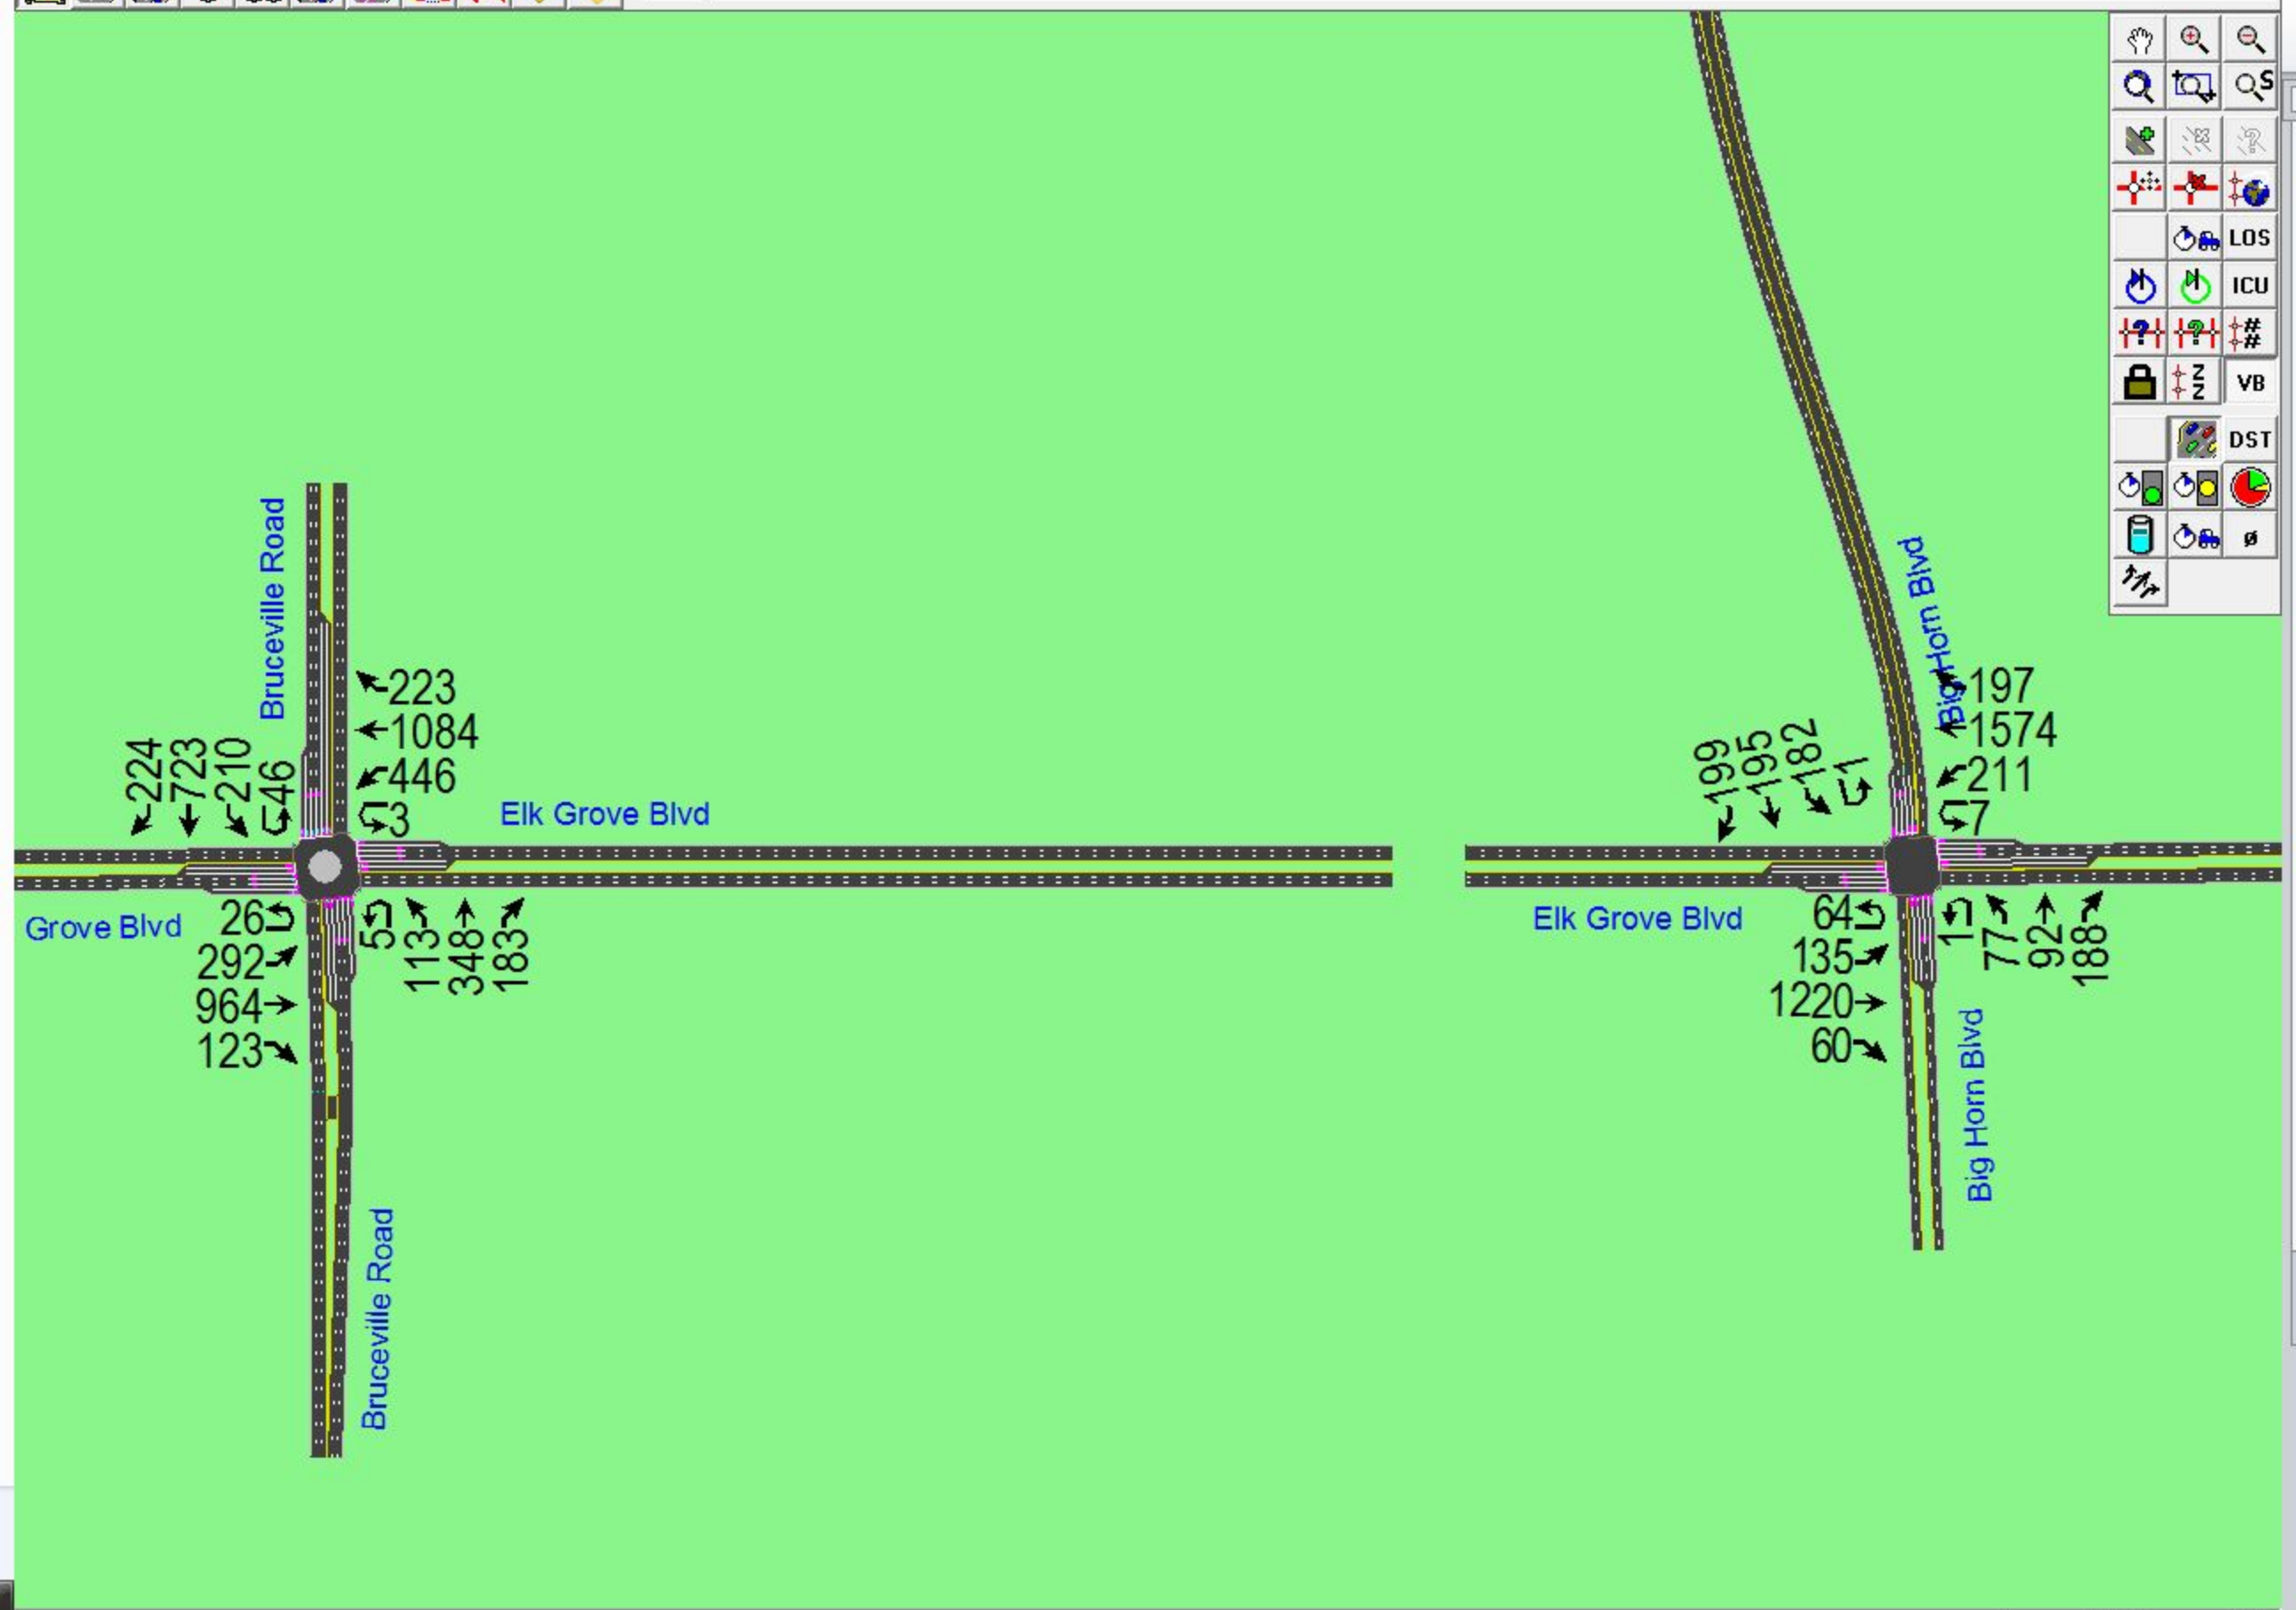 LOS
ICU
#
#
Z
Z
VB
DST
ø
S
Bruceville Road
223
1084
446
3
224
723
210
46
Elk Grove Blvd
Grove Blvd
26
292
964
123
5
113
348
183
Bruceville Road
Big Horn Blvd
197
1574
211
7
199
195
182
1
Elk Grove Blvd
64
135
1220
60
1
77
92
188
Big Horn Blvd